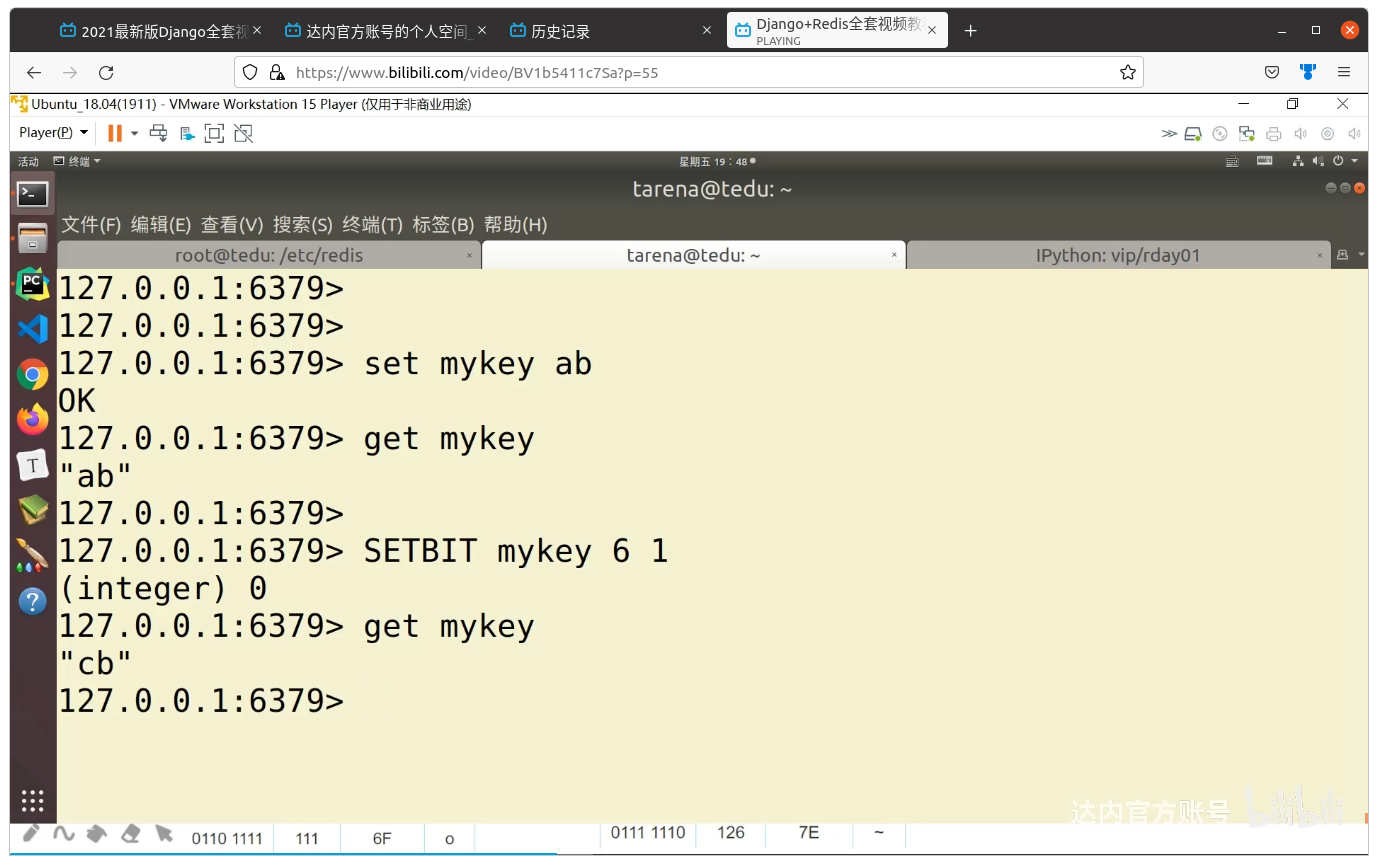 2021最新版Django全套视
达内官方账号的个人空间_
历史记录
Django+Redis全套视频教
PLAYING
https://www.bilibili.com/video/BV1b5411c7Sa?p=55
Ubuntu_18.04(1911) - VMware Workstation 15 Player (仅用于非商业用途)
Player(P)
活动 终端 星期五 19：48
tarena@tedu: ~
文件(F) 编辑(E) 查看(V) 搜索(S) 终端(T) 标签(B) 帮助(H)
root@tedu: /etc/redis
tarena@tedu: ~
IPython: vip/rday01
127.0.0.1:6379>
127.0.0.1:6379>
127.0.0.1:6379> set mykey ab
OK
127.0.0.1:6379> get mykey
"ab"
127.0.0.1:6379>
127.0.0.1:6379> SETBIT mykey 6 1
(integer) 0
127.0.0.1:6379> get mykey
"cb"
127.0.0.1:6379>
达内官方账号 bilibili
0110 1111 111 6F o 0111 1110 126 7E ~